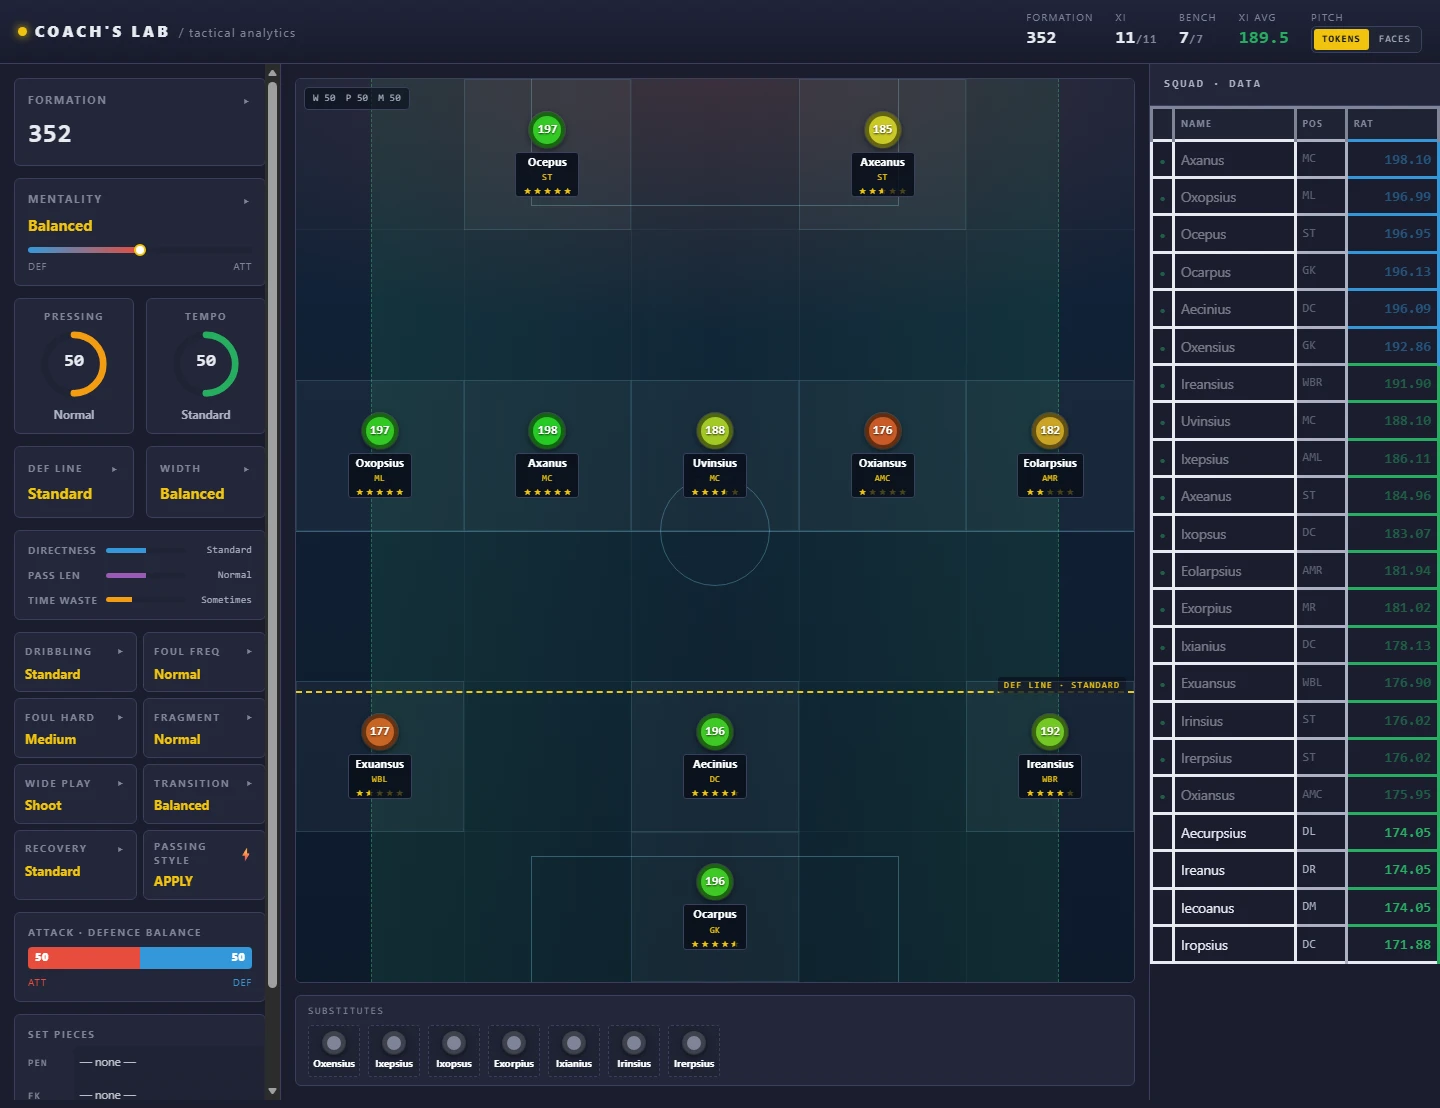 COACH'S LAB / tactical analytics
FORMATION
352
XI
11/11
BENCH
7/7
XI AVG
189.5
PITCH
TOKENS FACES
FORMATION ▸
352
MENTALITY ▸
Balanced
DEF ATT
PRESSING
50
Normal
TEMPO
50
Standard
DEF LINE ▸
Standard
WIDTH ▸
Balanced
DIRECTNESS Standard
PASS LEN Normal
TIME WASTE Sometimes
DRIBBLING ▸
Standard
FOUL FREQ ▸
Normal
FOUL HARD ▸
Medium
FRAGMENT ▸
Normal
WIDE PLAY ▸
Shoot
TRANSITION ▸
Balanced
RECOVERY ▸
Standard
PASSING STYLE
APPLY
ATTACK · DEFENCE BALANCE
50 50
ATT DEF
SET PIECES
PEN — none —
FK — none —
W 50 P 50 M 50
197
Ocepus
ST
185
Axeanus
ST
197
Oxopsius
ML
198
Axanus
MC
188
Uvinsius
MC
176
Oxiansus
AMC
182
Eolarpsius
AMR
DEF LINE · STANDARD
177
Exuansus
WBL
196
Aecinius
DC
192
Ireansius
WBR
196
Ocarpus
GK
SUBSTITUTES
Oxensius
Ixepsius
Ixopsus
Exorpius
Ixianius
Irinsius
Irerpsius
SQUAD · DATA
NAME POS RAT
Axanus MC 198.10
Oxopsius ML 196.99
Ocepus ST 196.95
Ocarpus GK 196.13
Aecinius DC 196.09
Oxensius GK 192.86
Ireansius WBR 191.90
Uvinsius MC 188.10
Ixepsius AML 186.11
Axeanus ST 184.96
Ixopsus DC 183.07
Eolarpsius AMR 181.94
Exorpius MR 181.02
Ixianius DC 178.13
Exuansus WBL 176.90
Irinsius ST 176.02
Irerpsius ST 176.02
Oxiansus AMC 175.95
Aecurpsius DL 174.05
Ireanus DR 174.05
Iecoanus DM 174.05
Iropsius DC 171.88